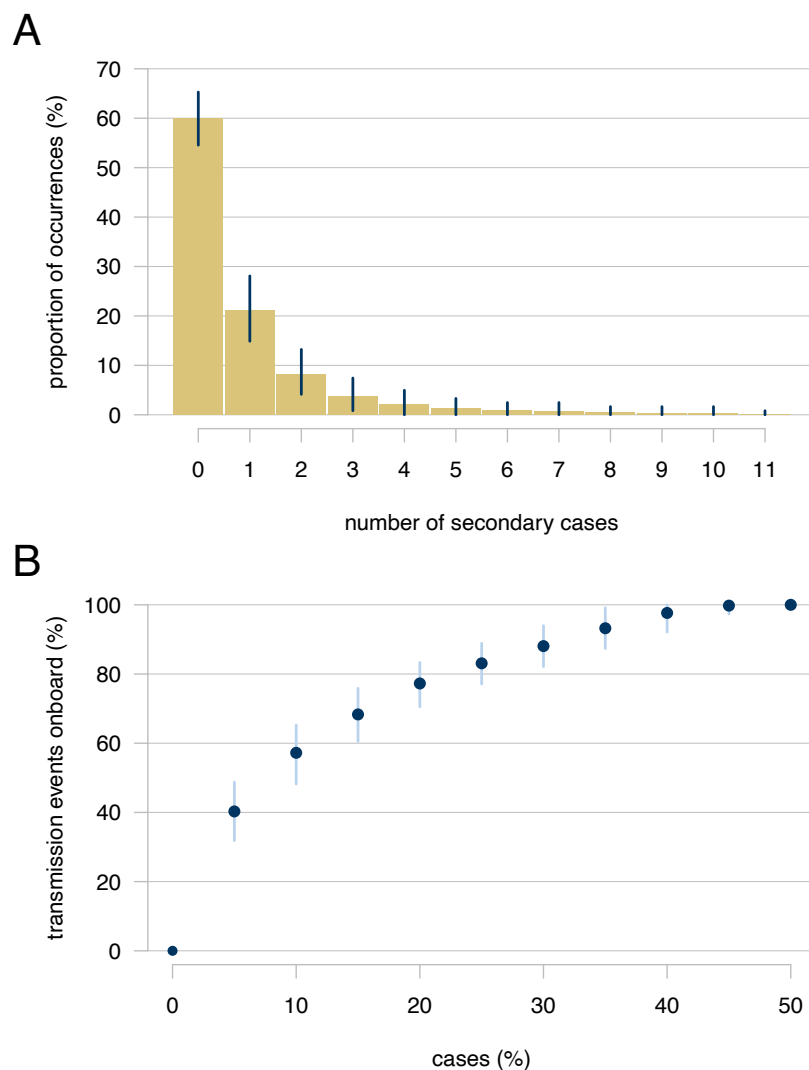 A
70
60
50
40
30
20
10
0
proportion of occurrences (%)
0 1 2 3 4 5 6 7 8 9 10 11
number of secondary cases
B
100
80
60
40
20
0
transmission events onboard (%)
0 10 20 30 40 50
cases (%)